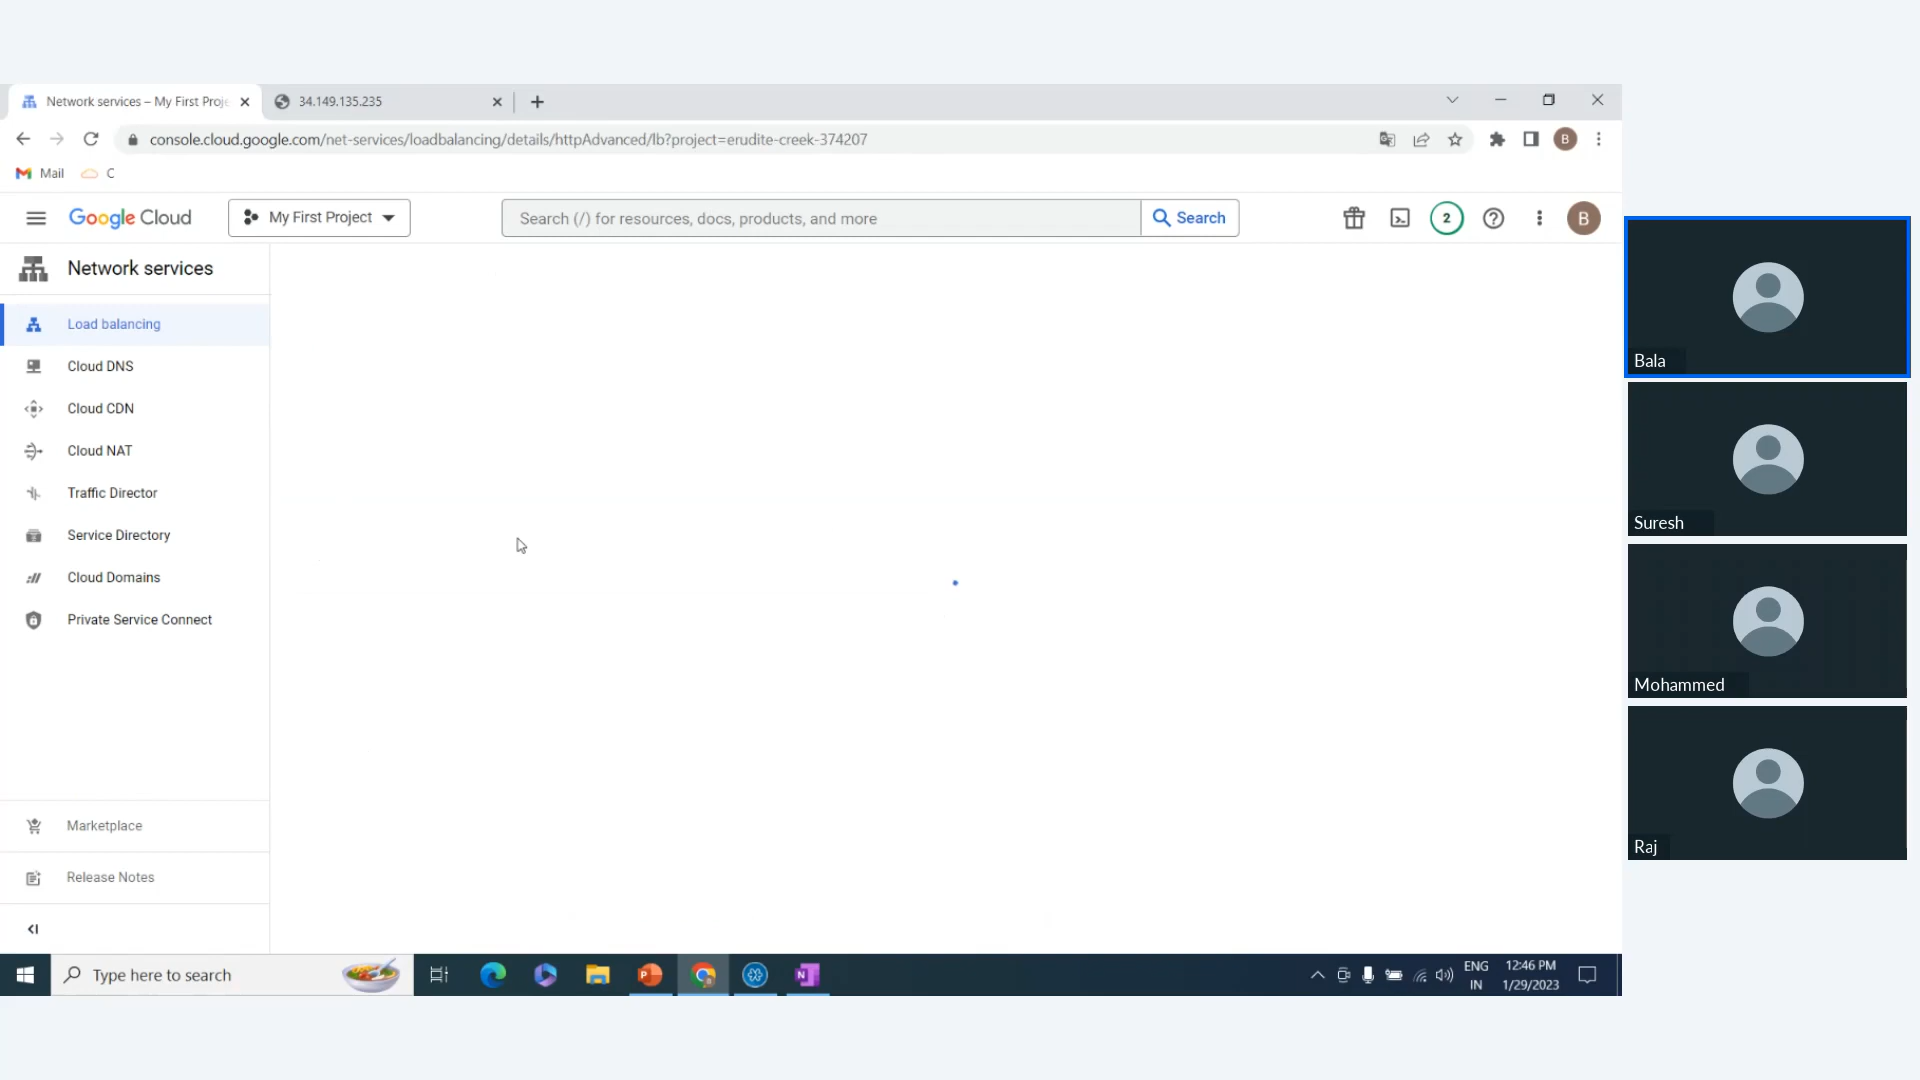 Network services – My First Proje
34.149.135.235
console.cloud.google.com/net-services/loadbalancing/details/httpAdvanced/lb?project=erudite-creek-374207
B
Mail
C
Google Cloud
My First Project
Search (/) for resources, docs, products, and more
Search
2
B
Network services
Load balancing
Cloud DNS
Cloud CDN
Cloud NAT
Traffic Director
Service Directory
Cloud Domains
Private Service Connect
Marketplace
Release Notes
Type here to search
ENG
IN
12:46 PM
1/29/2023
Bala
Suresh
Mohammed
Raj